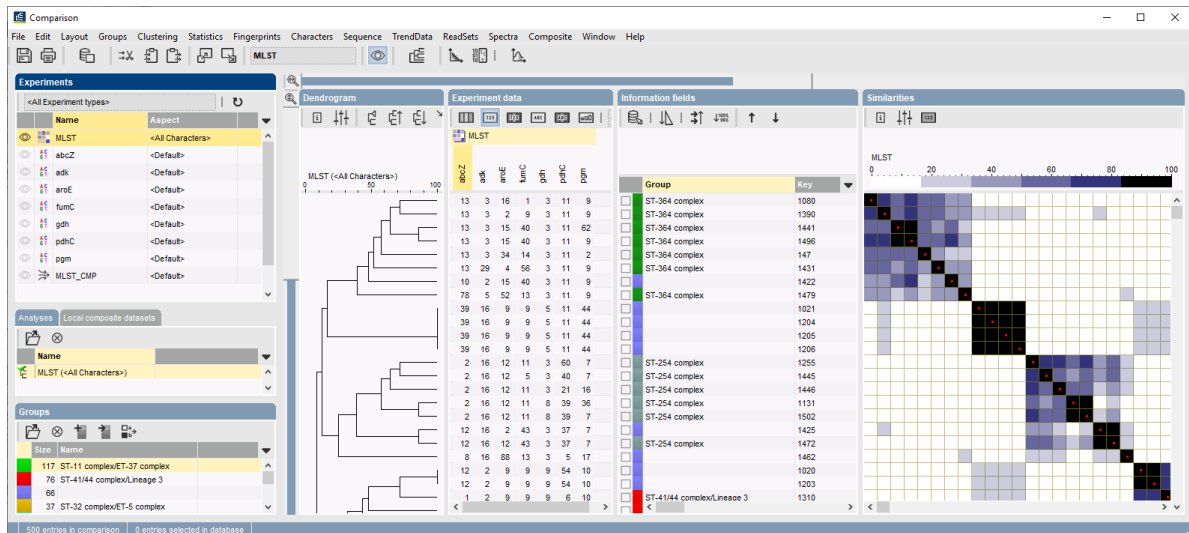 Comparison
File Edit Layout Groups Clustering Statistics Fingerprints Characters Sequence TrendData ReadSets Spectra Composite Window Help
MLST
Experiments
<All Experiment types>
Name Aspect
MLST <All Characters>
abcZ <Default>
adk <Default>
aroE <Default>
fumC <Default>
gdh <Default>
pdhC <Default>
pgm <Default>
MLST_CMP <Default>
Analyses Local composite datasets
Name
MLST (<All Characters>)
Groups
Size Name
117 ST-11 complex/ET-37 complex
76 ST-41/44 complex/Lineage 3
66
37 ST-32 complex/ET-5 complex
Dendrogram
MLST (<All Characters>)
0 50 100
Experiment data
MLST
abcZ adk aroE fumC gdh pdhC pgm
13 3 16 1 3 11 9
13 3 2 9 3 11 9
13 3 15 40 3 11 62
13 3 15 40 3 11 9
13 3 34 14 3 11 2
13 29 4 56 3 11 9
10 2 15 40 3 11 9
78 5 52 13 3 11 9
39 16 9 9 5 11 44
39 16 9 9 5 11 44
39 16 9 9 5 11 44
39 16 9 9 5 11 44
2 16 12 11 3 60 7
2 16 12 5 3 40 7
2 16 12 11 3 21 16
2 16 12 11 8 39 36
2 16 12 11 8 39 7
12 16 2 43 3 37 7
12 16 12 43 3 37 7
8 16 88 13 3 5 17
12 2 9 9 9 54 10
12 2 9 9 9 54 10
1 2 9 9 9 6 10
Information fields
Group Key
ST-364 complex 1080
ST-364 complex 1390
ST-364 complex 1441
ST-364 complex 1496
ST-364 complex 147
ST-364 complex 1431
1422
ST-364 complex 1479
1021
1204
1205
1206
ST-254 complex 1255
ST-254 complex 1445
ST-254 complex 1446
ST-254 complex 1131
ST-254 complex 1502
1425
ST-254 complex 1472
1462
1020
1203
ST-41/44 complex/Lineage 3 1310
Similarities
MLST
0 20 40 60 80 100
500 entries in comparison 0 entries selected in database